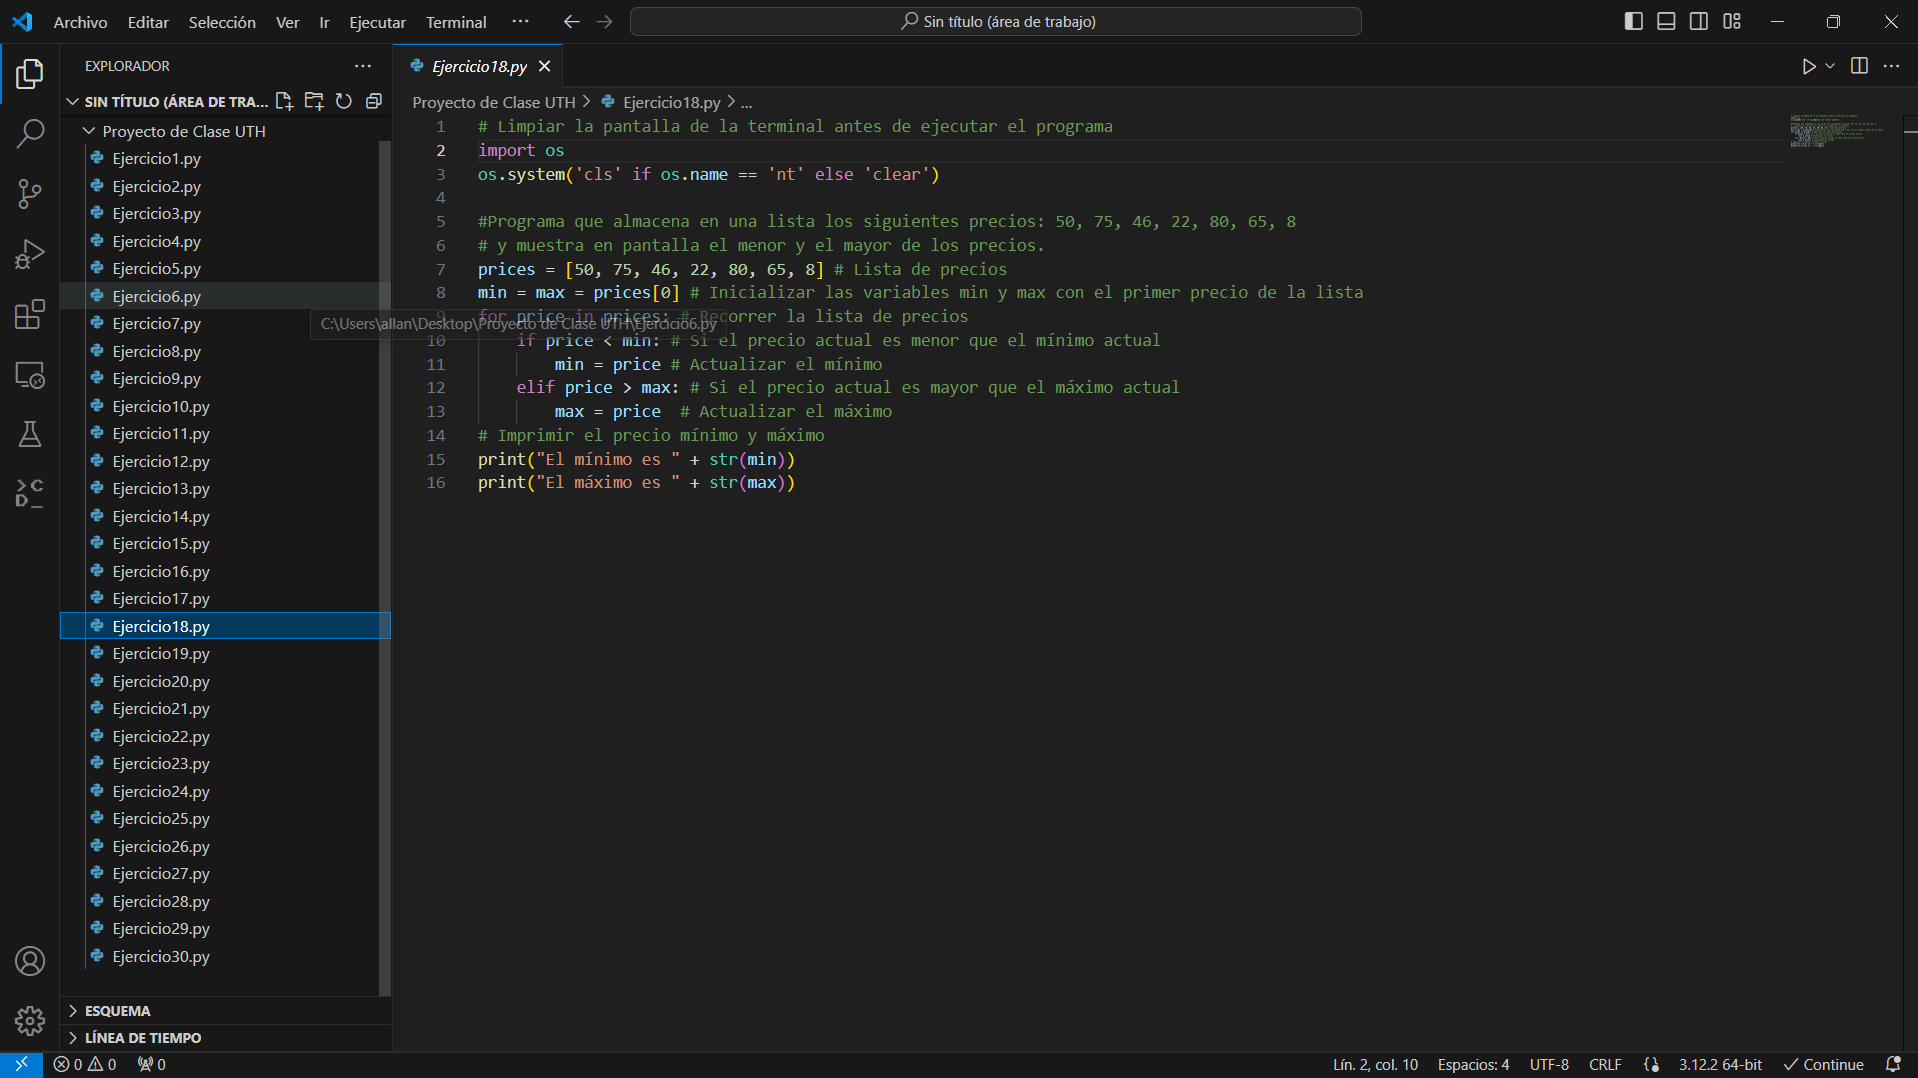 Archivo Editar Selección Ver Ir Ejecutar Terminal ···
Sin título (área de trabajo)
EXPLORADOR
SIN TÍTULO (ÁREA DE TRA...
Proyecto de Clase UTH
Ejercicio1.py
Ejercicio2.py
Ejercicio3.py
Ejercicio4.py
Ejercicio5.py
Ejercicio6.py
Ejercicio7.py
Ejercicio8.py
Ejercicio9.py
Ejercicio10.py
Ejercicio11.py
Ejercicio12.py
Ejercicio13.py
Ejercicio14.py
Ejercicio15.py
Ejercicio16.py
Ejercicio17.py
Ejercicio18.py
Ejercicio19.py
Ejercicio20.py
Ejercicio21.py
Ejercicio22.py
Ejercicio23.py
Ejercicio24.py
Ejercicio25.py
Ejercicio26.py
Ejercicio27.py
Ejercicio28.py
Ejercicio29.py
Ejercicio30.py
ESQUEMA
LÍNEA DE TIEMPO
C:\Users\allan\Desktop\Proyecto de Clase UTH\Ejercicio6.py
Ejercicio18.py
Proyecto de Clase UTH > Ejercicio18.py > ...
1 # Limpiar la pantalla de la terminal antes de ejecutar el programa
2 import os
3 os.system('cls' if os.name == 'nt' else 'clear')
4
5 #Programa que almacena en una lista los siguientes precios: 50, 75, 46, 22, 80, 65, 8
6 # y muestra en pantalla el menor y el mayor de los precios.
7 prices = [50, 75, 46, 22, 80, 65, 8] # Lista de precios
8 min = max = prices[0] # Inicializar las variables min y max con el primer precio de la lista
9 for price in prices: # Recorrer la lista de precios
10 if price < min: # Si el precio actual es menor que el mínimo actual
11 min = price # Actualizar el mínimo
12 elif price > max: # Si el precio actual es mayor que el máximo actual
13 max = price  # Actualizar el máximo
14 # Imprimir el precio mínimo y máximo
15 print("El mínimo es " + str(min))
16 print("El máximo es " + str(max))
0 0 0
Lín. 2, col. 10 Espacios: 4 UTF-8 CRLF 3.12.2 64-bit Continue